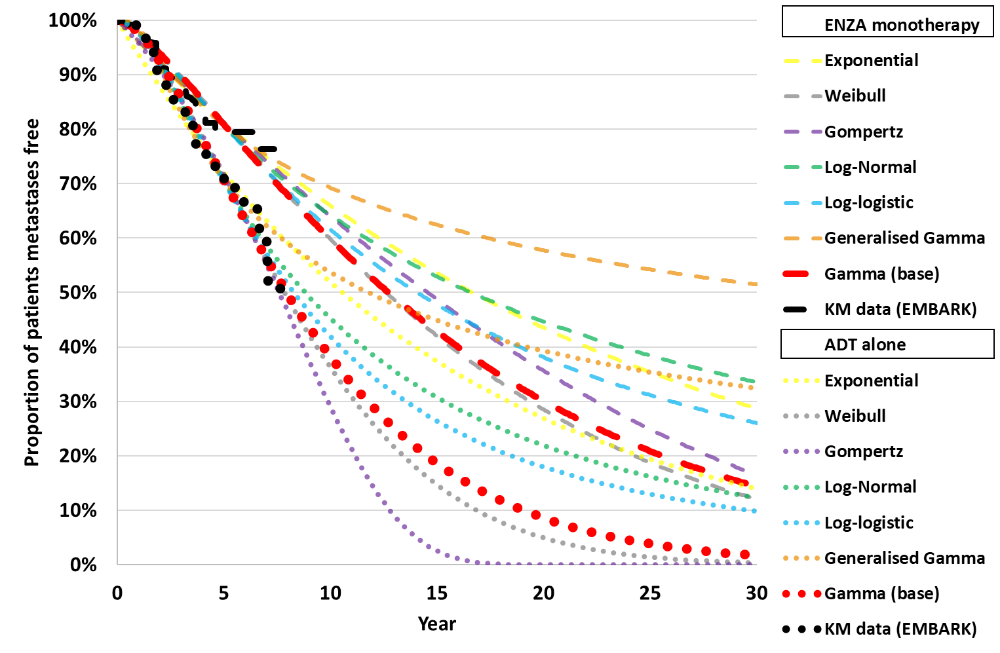 100%
90%
80%
70%
60%
50%
40%
30%
20%
10%
0%
Proportion of patients metastases free
0 5 10 15 20 25 30
Year
ENZA monotherapy
Exponential
Weibull
Gompertz
Log-Normal
Log-logistic
Generalised Gamma
Gamma (base)
KM data (EMBARK)
ADT alone
Exponential
Weibull
Gompertz
Log-Normal
Log-logistic
Generalised Gamma
Gamma (base)
KM data (EMBARK)